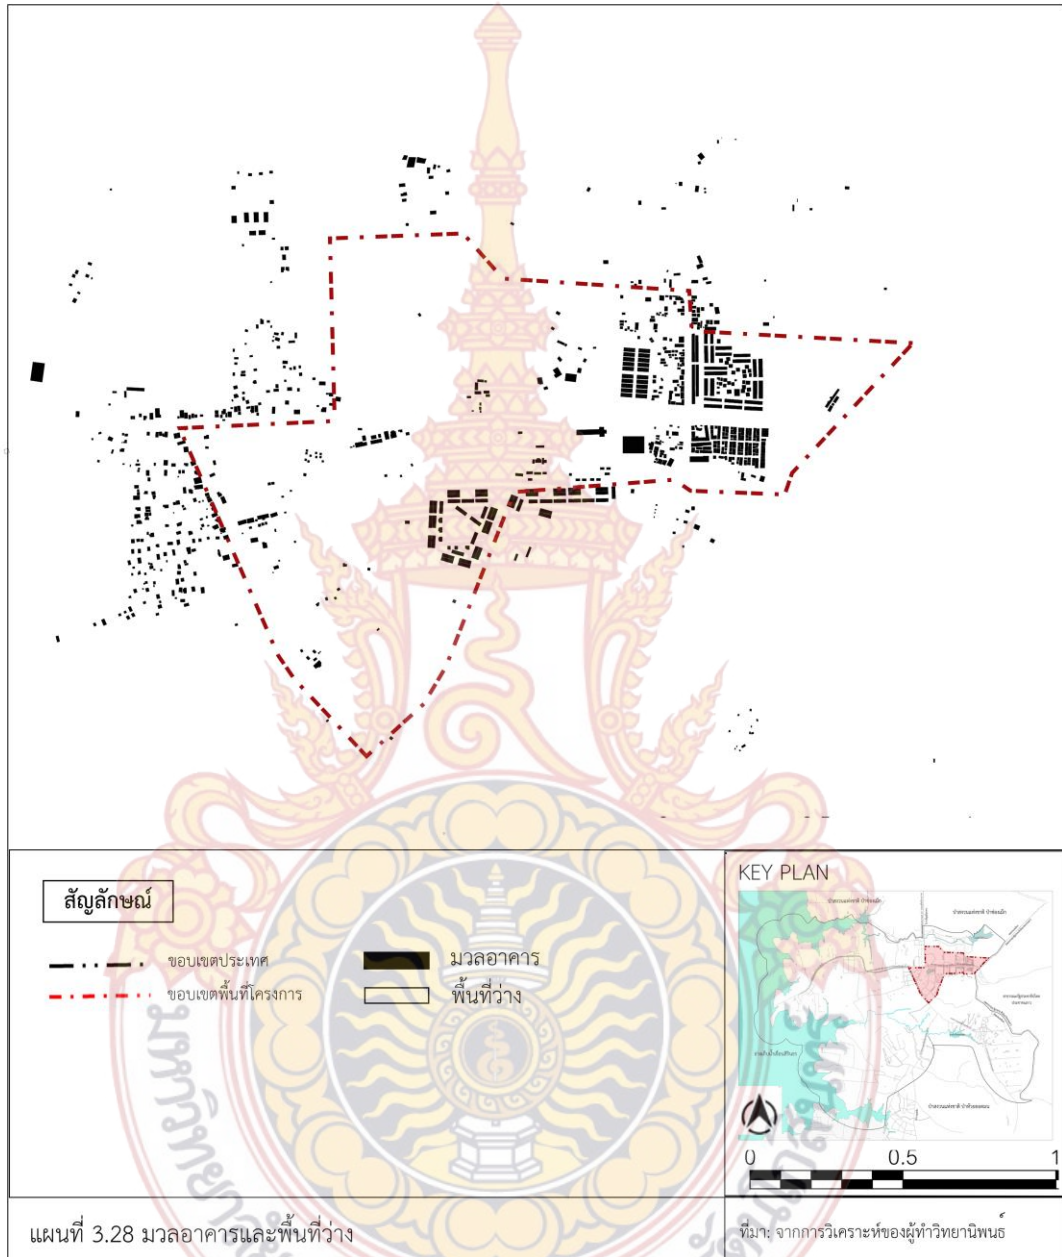 สัญลักษณ์
ขอบเขตประเทศ
ขอบเขตพื้นที่โครงการ
มวลอาคาร
พื้นที่ว่าง
KEY PLAN
0 0.5 1
แผนที่ 3.28 มวลอาคารและพื้นที่ว่าง
ที่มา: จากการวิเคราะห์ของผู้ทำวิทยานิพนธ์